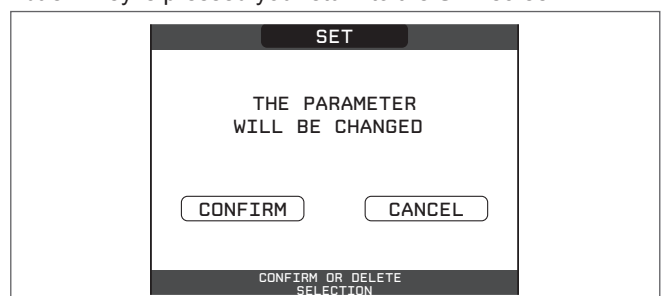 SET
THE PARAMETER
WILL BE CHANGED
CONFIRM CANCEL
CONFIRM OR DELETE
SELECTION